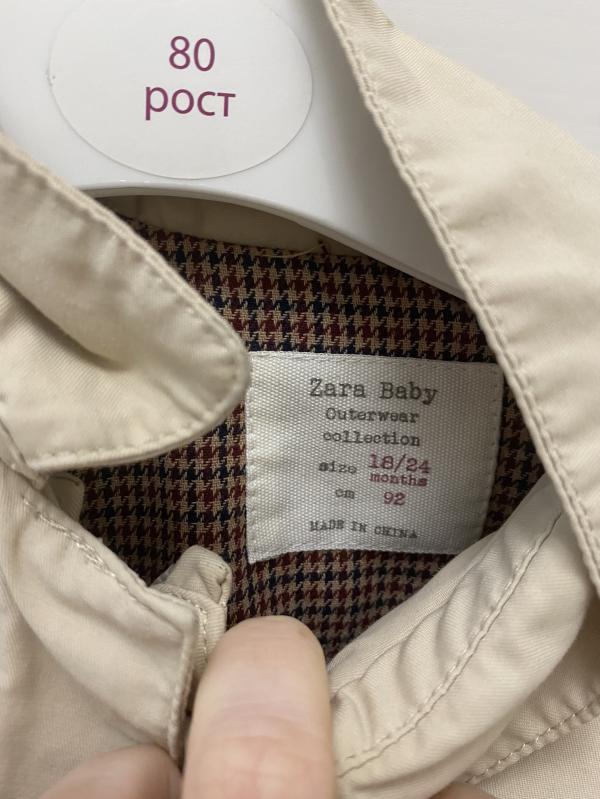 80
рост
Zara Baby
Outerwear
collection
size 18/24
months
cm 92
MADE IN CHINA